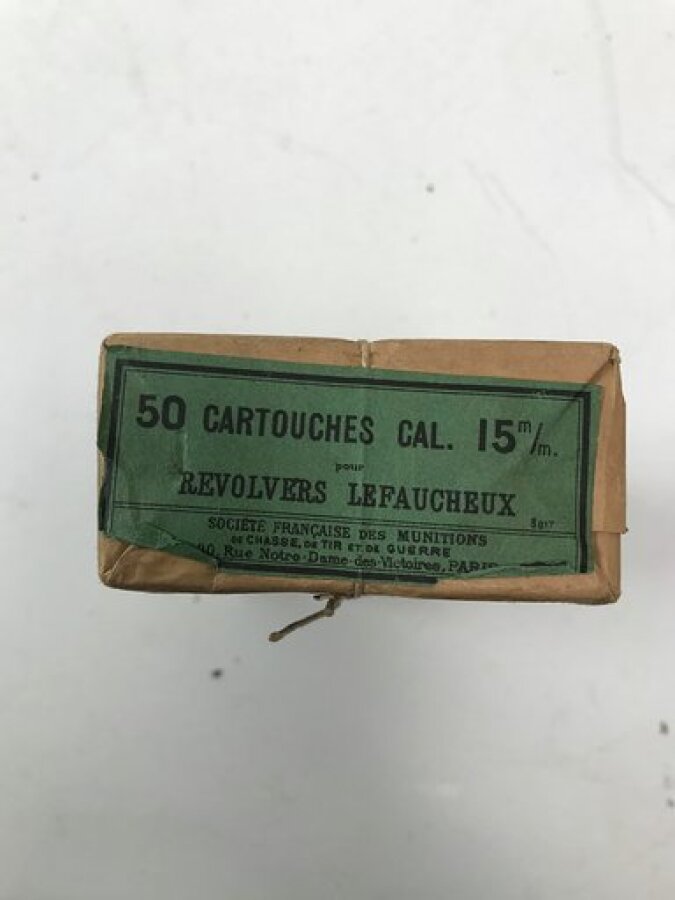 50 CARTOUCHES CAL. 15 m/m.
pour
REVOLVERS LEFAUCHEUX
SOCIÉTÉ FRANÇAISE DES MUNITIONS
DE CHASSE, DE TIR ET DE GUERRE
Rue Notre-Dame-des-Victoires, PARIS